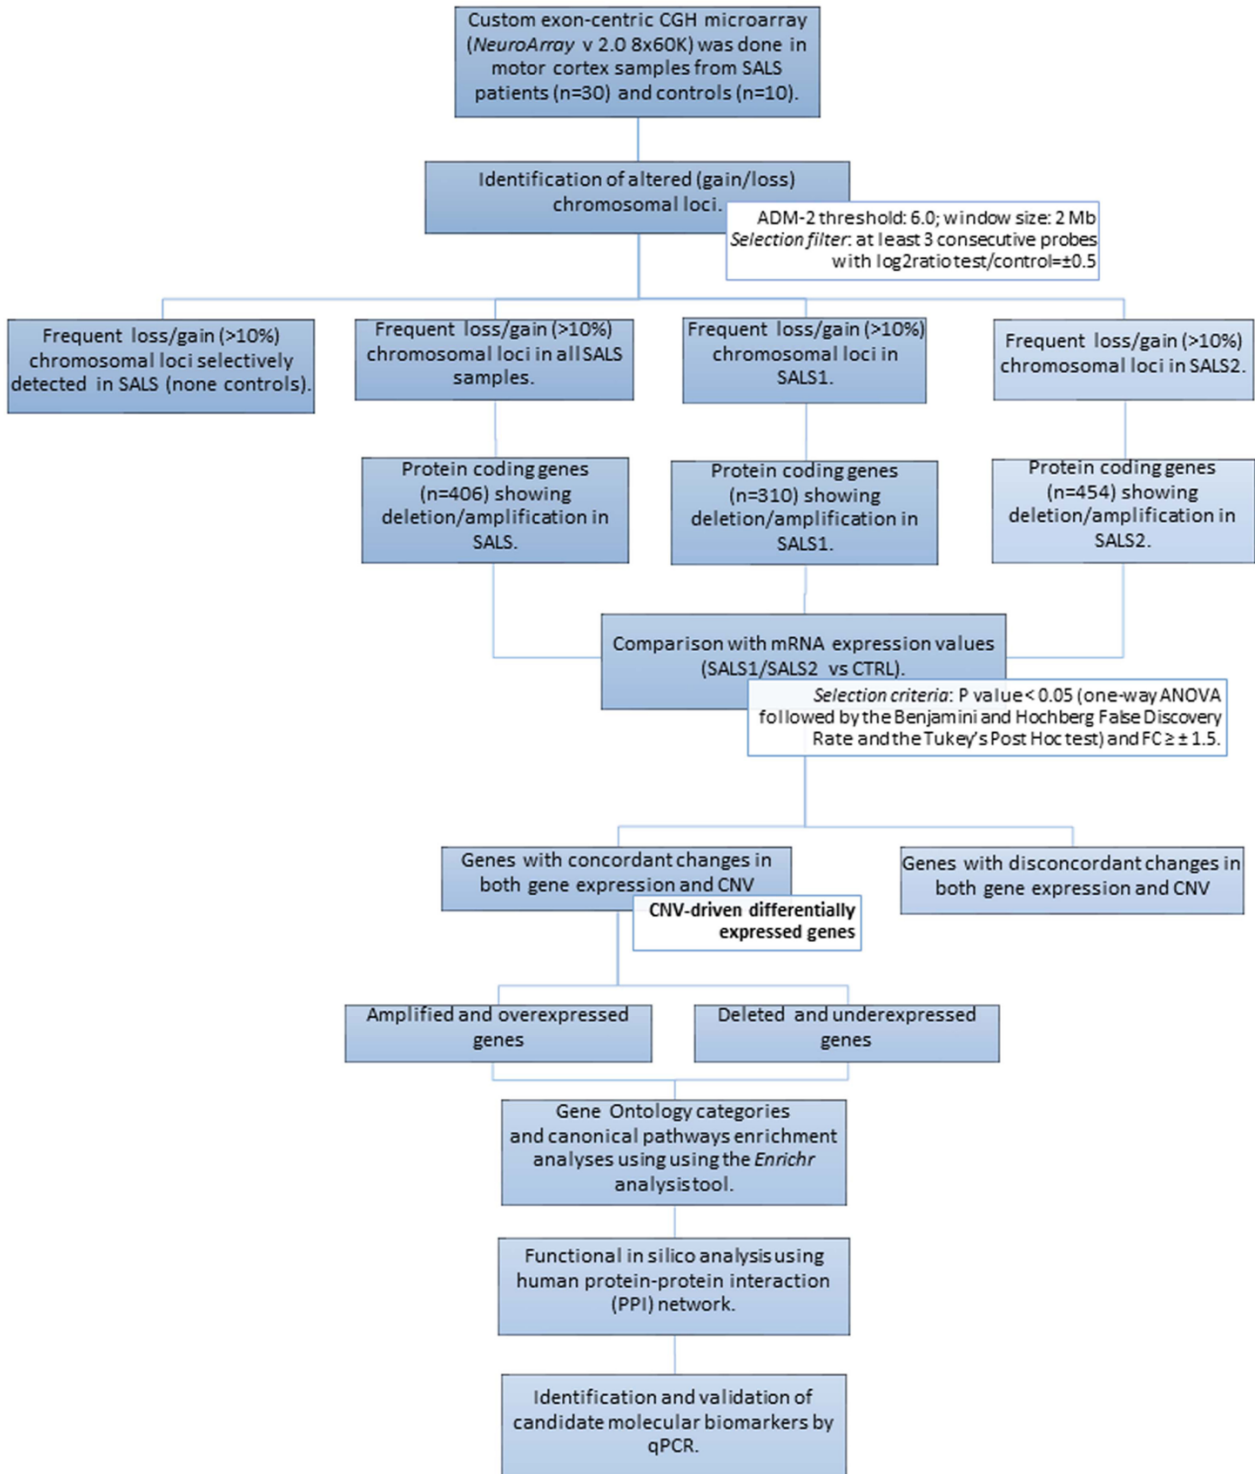 Custom exon-centric CGH microarray
(NeuroArray v 2.0 8x60K) was done in
motor cortex samples from SALS
patients (n=30) and controls (n=10).
Identification of altered (gain/loss)
chromosomal loci.
ADM-2 threshold: 6.0; window size: 2 Mb
Selection filter: at least 3 consecutive probes
with log2ratio test/control=±0.5
Frequent loss/gain (>10%)
chromosomal loci selectively
detected in SALS (none controls).
Frequent loss/gain (>10%)
chromosomal loci in all SALS
samples.
Frequent loss/gain (>10%)
chromosomal loci in
SALS1.
Frequent loss/gain (>10%)
chromosomal loci in SALS2.
Protein coding genes
(n=406) showing
deletion/amplification in
SALS.
Protein coding genes
(n=310) showing
deletion/amplification in
SALS1.
Protein coding genes
(n=454) showing
deletion/amplification in
SALS2.
Comparison with mRNA expression values
(SALS1/SALS2 vs CTRL).
Selection criteria: P value < 0.05 (one-way ANOVA
followed by the Benjamini and Hochberg False Discovery
Rate and the Tukey's Post Hoc test) and FC ≥ ± 1.5.
Genes with concordant changes in
both gene expression and CNV
CNV-driven differentially
expressed genes
Genes with disconcordant changes in
both gene expression and CNV
Amplified and overexpressed
genes
Deleted and underexpressed
genes
Gene Ontology categories
and canonical pathways enrichment
analyses using using the Enrichr
analysis tool.
Functional in silico analysis using
human protein-protein interaction
(PPI) network.
Identification and validation of
candidate molecular biomarkers by
qPCR.